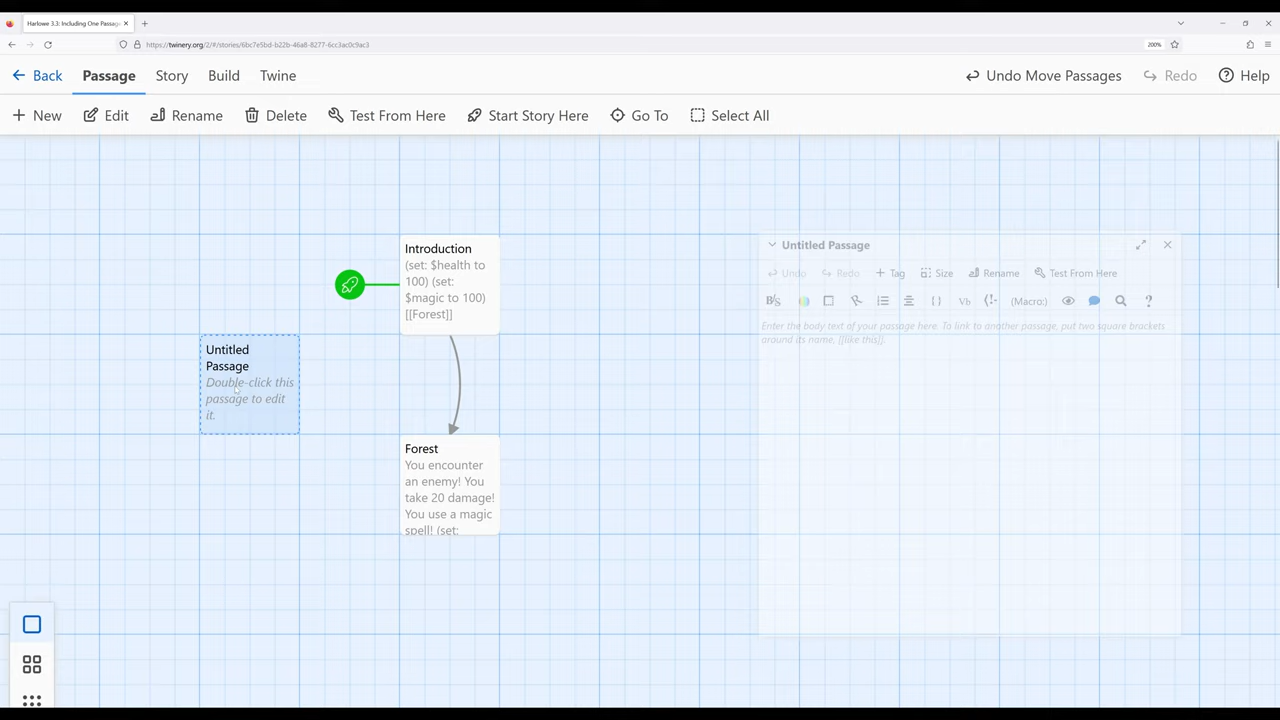 Harlowe 3.3: Including One Passag
https://twinery.org/2/#/stories/6bc7e5bd-b22b-46a8-8277-6cc3ac0c9ac3
200%
Back Passage Story Build Twine Undo Move Passages Redo Help
New Edit Rename Delete Test From Here Start Story Here Go To Select All
Introduction
(set: $health to
100) (set:
$magic to 100)
[[Forest]]
Untitled
Passage
Double-click this
passage to edit
it.
Forest
You encounter
an enemy! You
take 20 damage!
You use a magic
spell! (set:
Untitled Passage
Undo Redo Tag Size Rename Test From Here
(Macro:)
Enter the body text of your passage here. To link to another passage, put two square brackets
around its name, [[like this]].